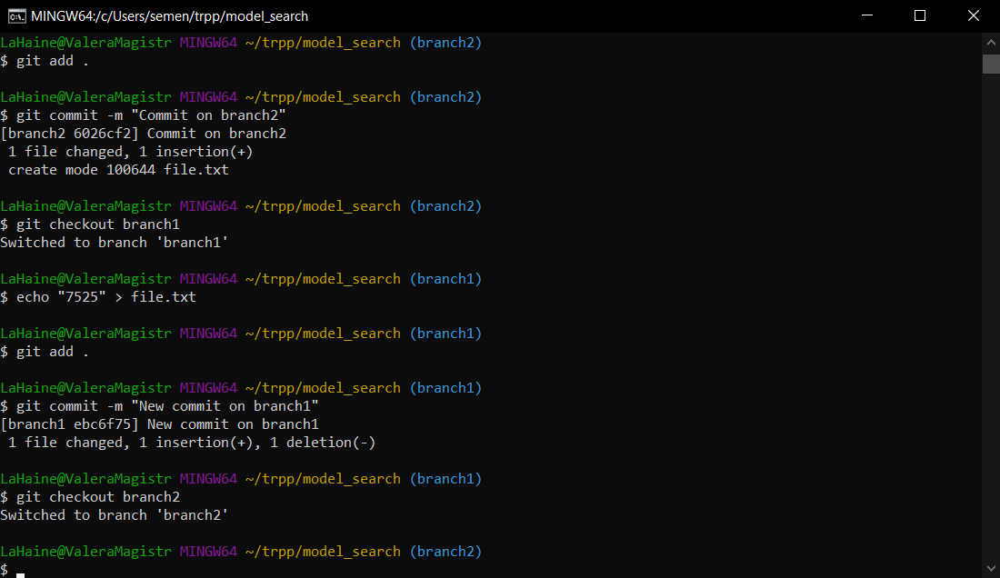 MINGW64:/c/Users/semen/trpp/model_search
LaHaine@ValeraMagistr MINGW64 ~/trpp/model_search (branch2)
$ git add .
LaHaine@ValeraMagistr MINGW64 ~/trpp/model_search (branch2)
$ git commit -m "Commit on branch2"
[branch2 6026cf2] Commit on branch2
 1 file changed, 1 insertion(+)
 create mode 100644 file.txt
LaHaine@ValeraMagistr MINGW64 ~/trpp/model_search (branch2)
$ git checkout branch1
Switched to branch 'branch1'
LaHaine@ValeraMagistr MINGW64 ~/trpp/model_search (branch1)
$ echo "7525" > file.txt
LaHaine@ValeraMagistr MINGW64 ~/trpp/model_search (branch1)
$ git add .
LaHaine@ValeraMagistr MINGW64 ~/trpp/model_search (branch1)
$ git commit -m "New commit on branch1"
[branch1 ebc6f75] New commit on branch1
 1 file changed, 1 insertion(+), 1 deletion(-)
LaHaine@ValeraMagistr MINGW64 ~/trpp/model_search (branch1)
$ git checkout branch2
Switched to branch 'branch2'
LaHaine@ValeraMagistr MINGW64 ~/trpp/model_search (branch2)
$